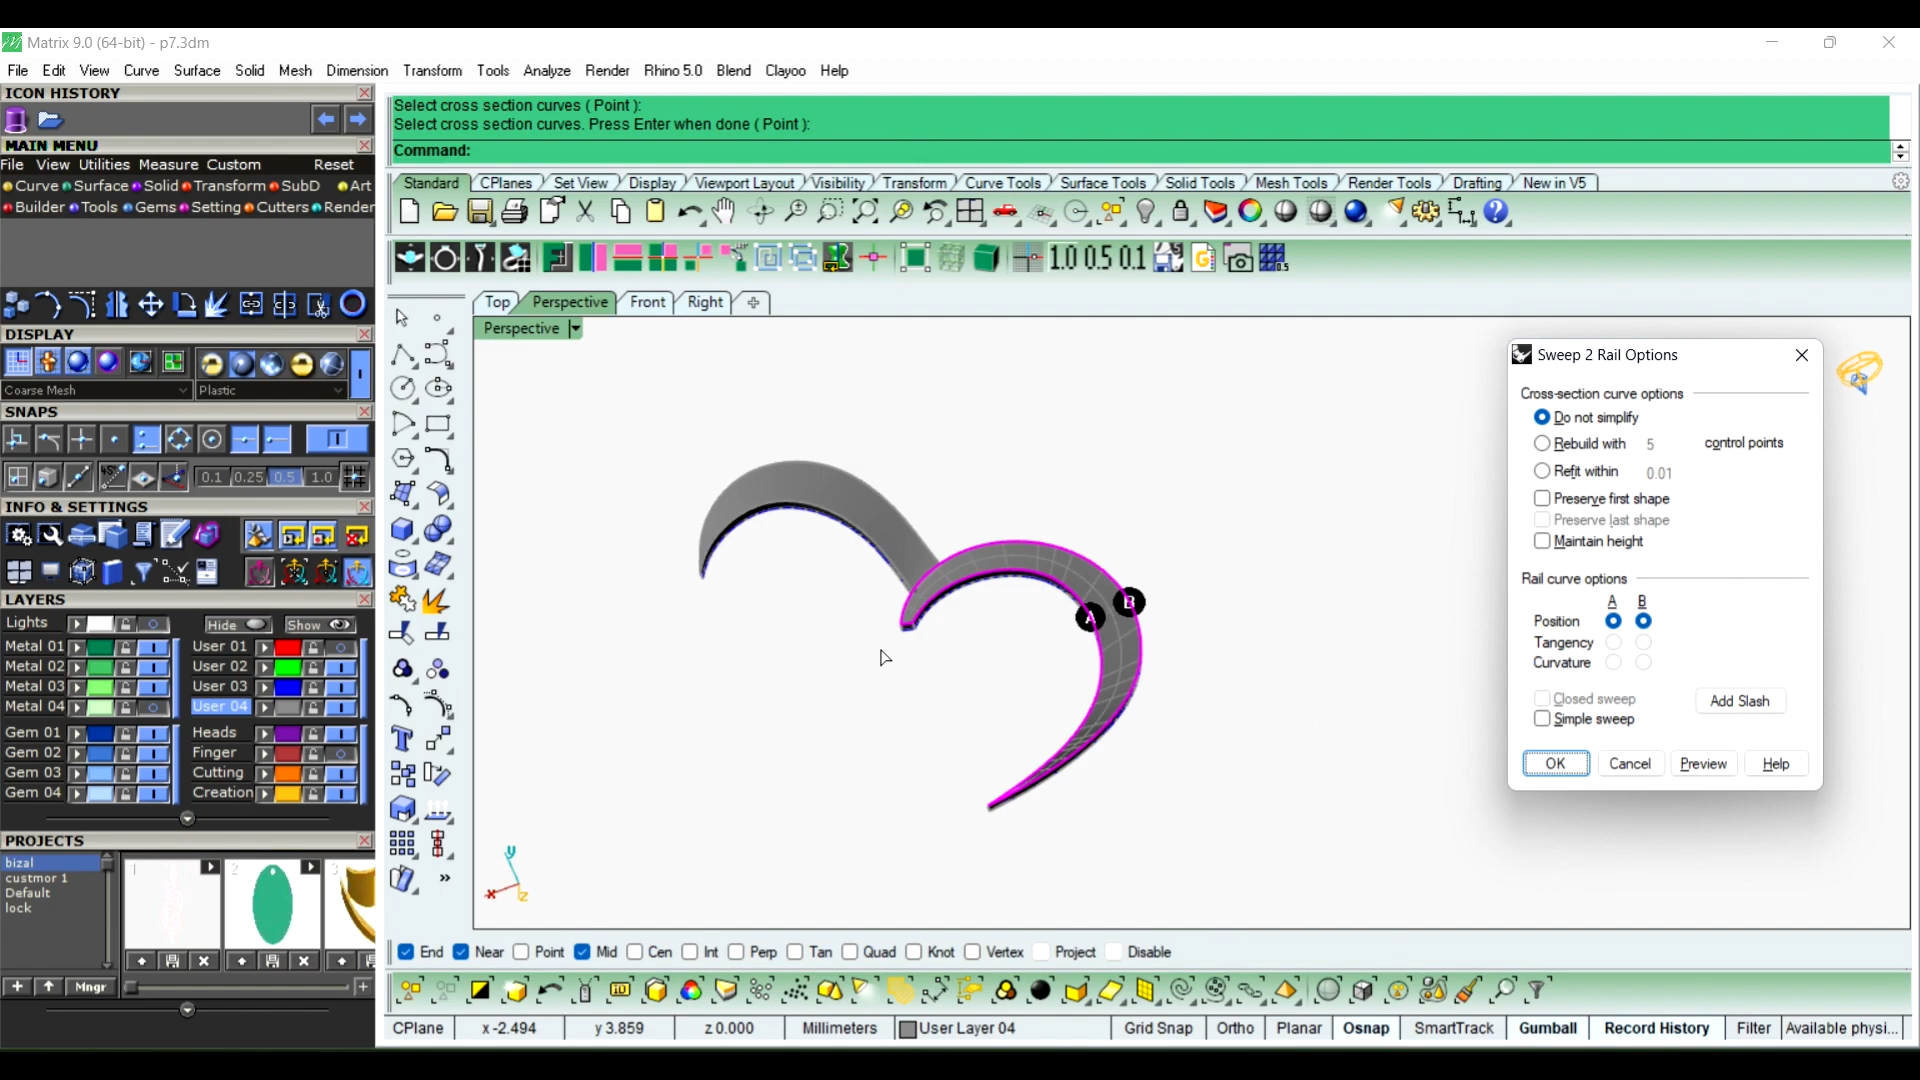 Matrix 9.0 (64-bit) - p7.3dm
File Edit View Curve Surface Solid Mesh Dimension Transform Tools Analyze Render Rhino 5.0 Blend Clayoo Help
ICON HISTORY
MAIN MENU
File View Utilities Measure Custom Reset
Curve Surface Solid Transform SubD Art
Builder Tools Gems Setting Cutters Render
DISPLAY
Coarse Mesh Plastic
SNAPS
0.1 0.25 0.5 1.0
INFO & SETTINGS
LAYERS
Lights Hide Show
Metal 01 User 01
Metal 02 User 02
Metal 03 User 03
Metal 04 User 04
Gem 01 Heads
Gem 02 Finger
Gem 03 Cutting
Gem 04 Creation
PROJECTS
bizal
custmor 1
Default
lock
1 2 3
Mngr
Select cross section curves ( Point ):
Select cross section curves. Press Enter when done ( Point ):
Command:
Standard CPlanes Set View Display Viewport Layout Visibility Transform Curve Tools Surface Tools Solid Tools Mesh Tools Render Tools Drafting New in V5
1.0 0.5 0.1
Top Perspective Front Right
Perspective
A B
y
x
z
Sweep 2 Rail Options
Cross-section curve options
Do not simplify
Rebuild with 5 control points
Refit within 0.01
Preserve first shape
Preserve last shape
Maintain height
Rail curve options
A B
Position
Tangency
Curvature
Closed sweep Add Slash
Simple sweep
OK Cancel Preview Help
End Near Point Mid Cen Int Perp Tan Quad Knot Vertex Project Disable
CPlane x -2.494 y 3.859 z 0.000 Millimeters User Layer 04 Grid Snap Ortho Planar Osnap SmartTrack Gumball Record History Filter Available physi...